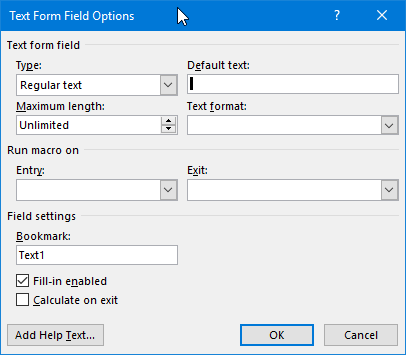 Text Form Field Options ?
Text form field
Type: Default text:
Regular text
Maximum length: Text format:
Unlimited
Run macro on
Entry: Exit:
Field settings
Bookmark:
Text1
Fill-in enabled
Calculate on exit
Add Help Text... OK Cancel